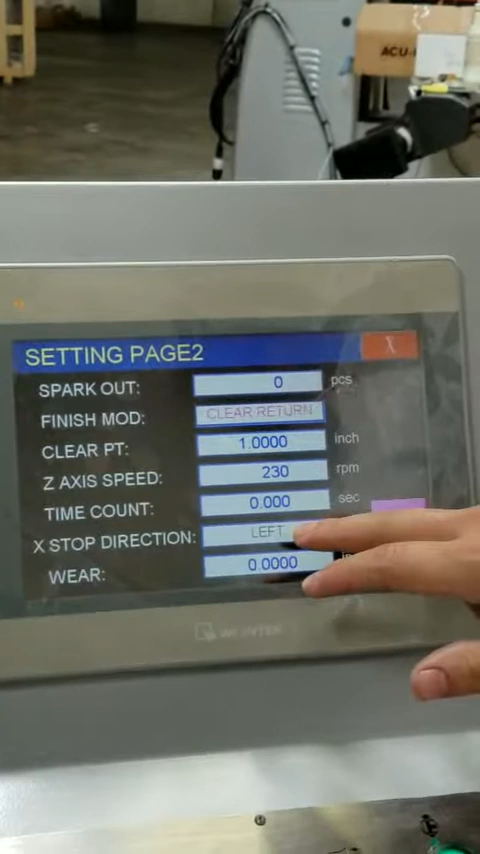 ACU-
SETTING PAGE2
X
SPARK OUT: 0 pcs
FINISH MOD: CLEAR RETURN
CLEAR PT: 1.0000 inch
Z AXIS SPEED: 230 rpm
TIME COUNT: 0.000 sec
X STOP DIRECTION: LEFT
WEAR: 0.0000